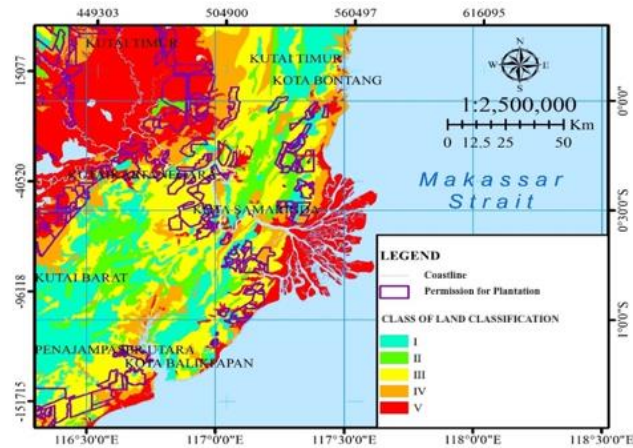 449303 504900 560497 616095
KUTAI TIMUR
KUTAI TIMUR
KOTA BONTANG
N
W E
S
1:2,500,000
0 12.5 25 50
Km
15077
0°0'0"
-40520
KOTA SAMARINDA
Makassar
Strait
0°30'0"S
KUTAI BARAT
-96118
1°0'0"S
KOTA BALIKPAPAN
-151715
LEGEND
Coastline
Permission for Plantation
CLASS OF LAND CLASSIFICATION
I
II
III
IV
V
116°30'0"E 117°0'0"E 117°30'0"E 118°0'0"E 118°30'0"E